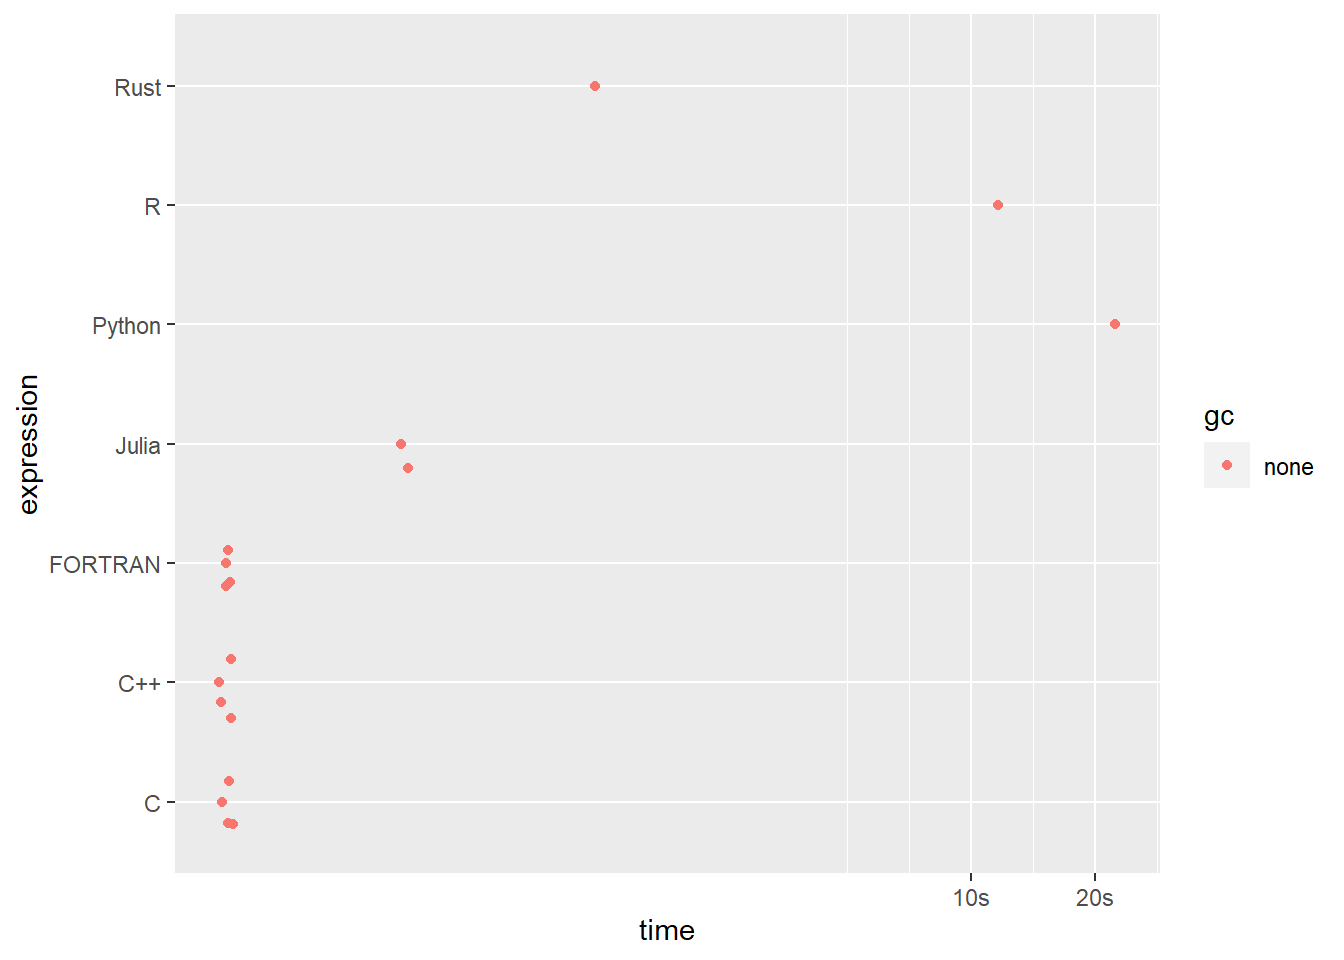 Rust
R
Python
Julia
FORTRAN
C++
C
expression
10s
20s
time
gc
none